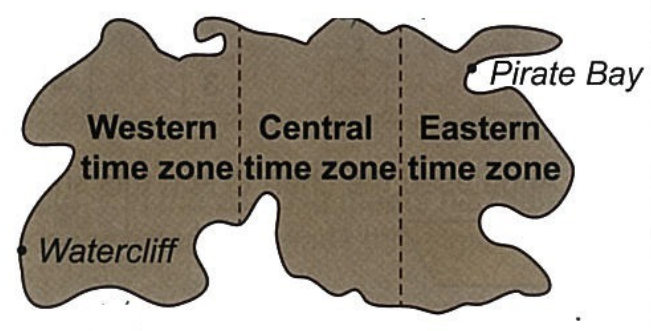 Pirate Bay
Western
time zone
Central
time zone
Eastern
time zone
Watercliff